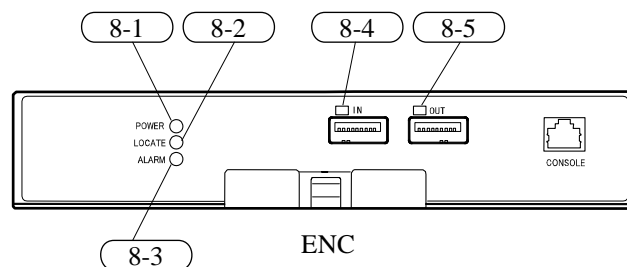 8-1 8-2 8-4 8-5
IN OUT
POWER
LOCATE
ALARM
CONSOLE
8-3
ENC